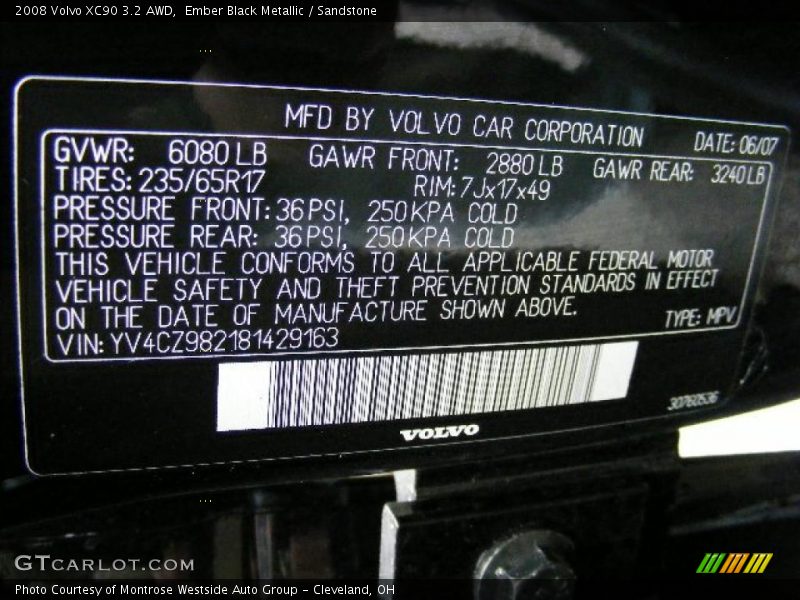 2008 Volvo XC90 3.2 AWD,  Ember Black Metallic / Sandstone
MFD BY VOLVO CAR CORPORATION DATE: 06/07
GVWR: 6080 LB GAWR FRONT: 2880 LB GAWR REAR: 3240 LB
TIRES: 235/65R17 RIM: 7Jx17x49
PRESSURE FRONT: 36 PSI, 250 KPA COLD
PRESSURE REAR: 36 PSI, 250 KPA COLD
THIS VEHICLE CONFORMS TO ALL APPLICABLE FEDERAL MOTOR
VEHICLE SAFETY AND THEFT PREVENTION STANDARDS IN EFFECT
ON THE DATE OF MANUFACTURE SHOWN ABOVE.
VIN: YV4CZ982181429163 TYPE: MPV
30760536
VOLVO
GTCARLOT.COM
Photo Courtesy of Montrose Westside Auto Group - Cleveland, OH